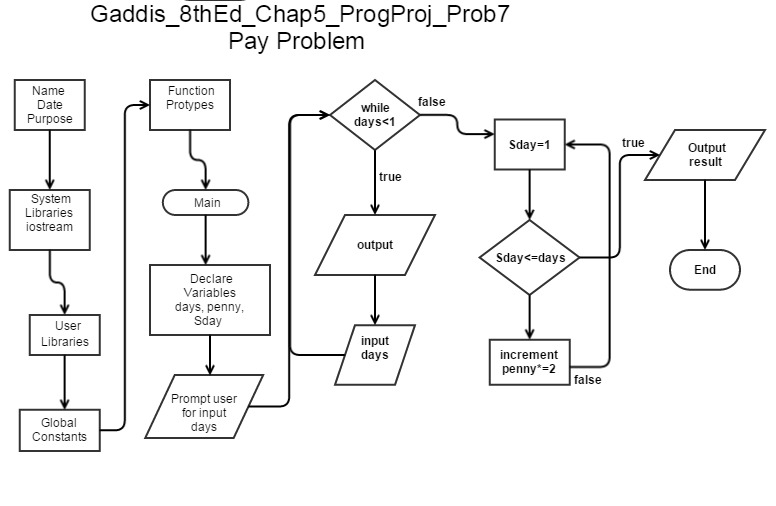 Gaddis_8thEd_Chap5_ProgProj_Prob7
Pay Problem
Name
Date
Purpose
System
Libraries
iostream
User
Libraries
Global
Constants
Function
Protypes
Main
Declare
Variables
days, penny,
Sday
Prompt user
for input
days
while
days<1
false
true
output
input
days
Sday=1
Sday<=days
true
increment
penny*=2
false
Output
result
End